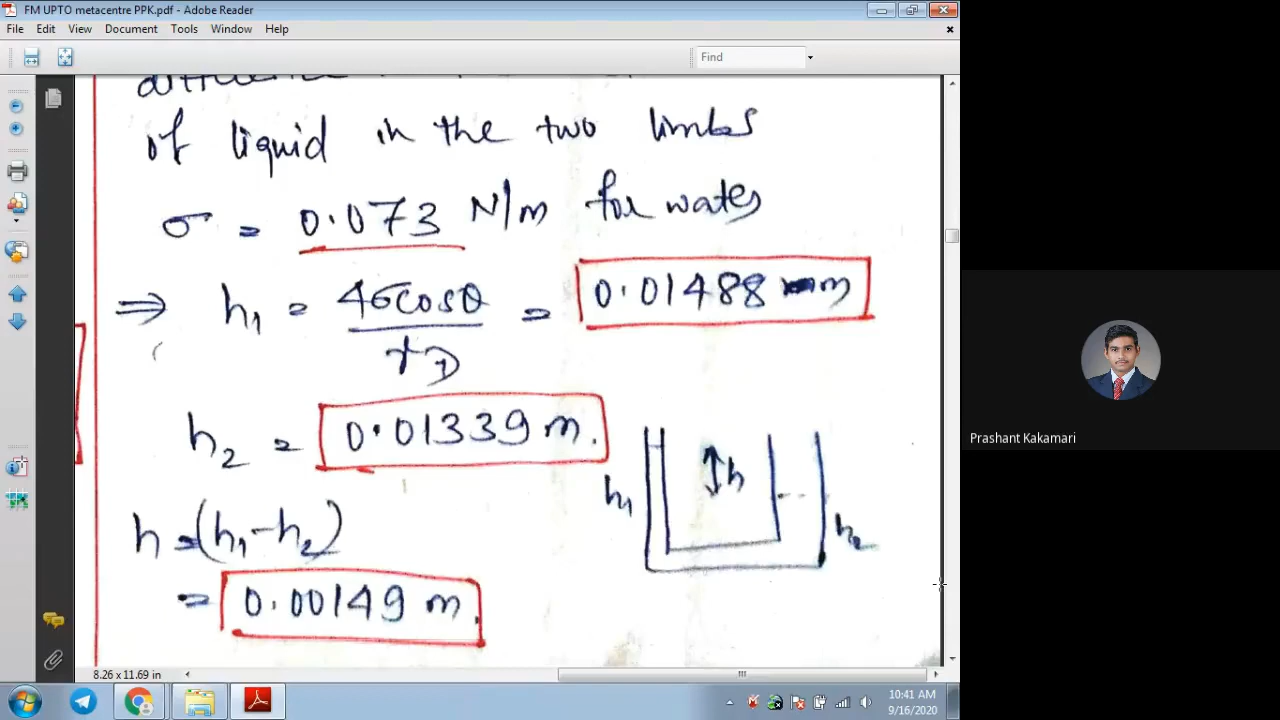 FM UPTO metacentre PPK.pdf - Adobe Reader
File Edit View Document Tools Window Help
Find
of liquid in the two limbs
σ = 0.073 N/m for water
⇒ h₁ = 4σcosθ / γD = 0.01488 m
h₂ = 0.01339 m.
h = (h₁-h₂)
= 0.00149 m.
h₁
h
h₂
8.26 x 11.69 in
10:41 AM
9/16/2020
Prashant Kakamari